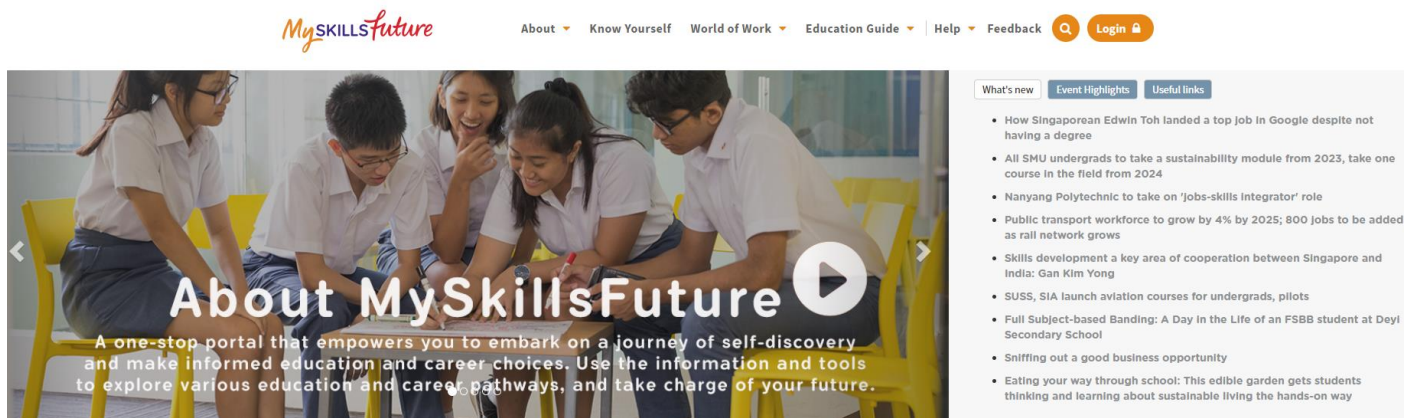 MySKILLSfuture
About
Know Yourself
World of Work
Education Guide
Help
Feedback
Login
About MySkillsFuture
A one-stop portal that empowers you to embark on a journey of self-discovery
and make informed education and career choices. Use the information and tools
to explore various education and career pathways, and take charge of your future.
What's new
Event Highlights
Useful links
How Singaporean Edwin Toh landed a top job in Google despite not
having a degree
All SMU undergrads to take a sustainability module from 2023, take one
course in the field from 2024
Nanyang Polytechnic to take on 'jobs-skills integrator' role
Public transport workforce to grow by 4% by 2025; 800 jobs to be added
as rail network grows
Skills development a key area of cooperation between Singapore and
India: Gan Kim Yong
SUSS, SIA launch aviation courses for undergrads, pilots
Full Subject-based Banding: A Day in the Life of an FSBB student at Deyi
Secondary School
Sniffing out a good business opportunity
Eating your way through school: This edible garden gets students
thinking and learning about sustainable living the hands-on way